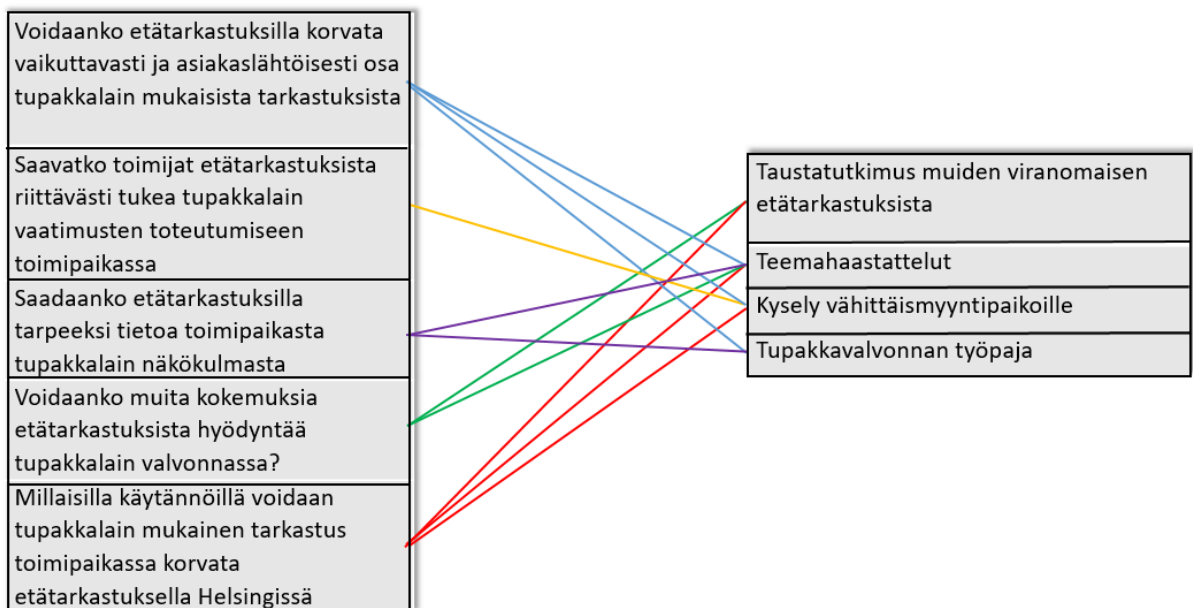 Voidaanko etätarkastuksilla korvata
vaikuttavasti ja asiakaslähtöisesti osa
tupakkalain mukaisista tarkastuksista
Saavatko toimijat etätarkastuksista
riittävästi tukea tupakkalain
vaatimusten toteutumiseen
toimipaikassa
Saadaanko etätarkastuksilla
tarpeeksi tietoa toimipaikasta
tupakkalain näkökulmasta
Voidaanko muita kokemuksia
etätarkastuksista hyödyntää
tupakkalain valvonnassa?
Millaisilla käytännöillä voidaan
tupakkalain mukainen tarkastus
toimipaikassa korvata
etätarkastuksella Helsingissä
Taustatutkimus muiden viranomaisen
etätarkastuksista
Teemahaastattelut
Kysely vähittäismyyntipaikoille
Tupakkavalvonnan työpaja